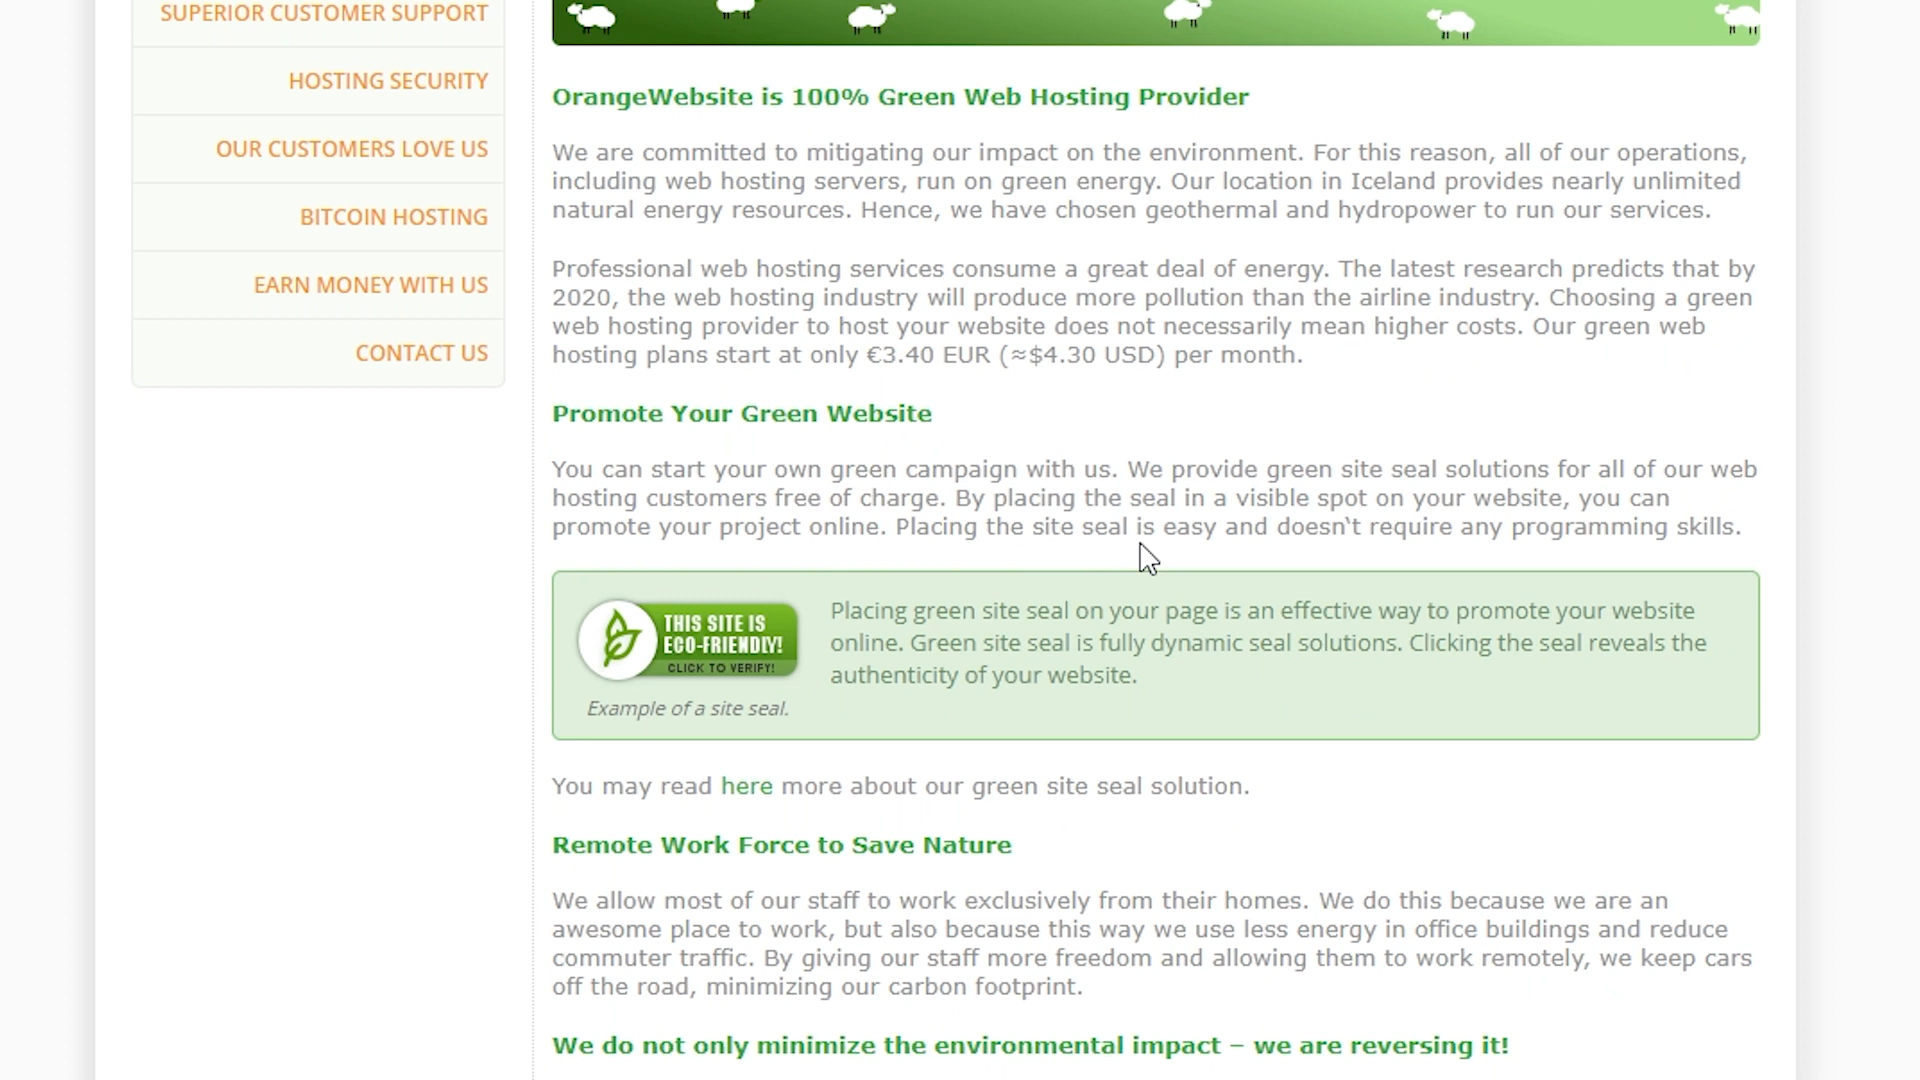 SUPERIOR CUSTOMER SUPPORT
HOSTING SECURITY
OUR CUSTOMERS LOVE US
BITCOIN HOSTING
EARN MONEY WITH US
CONTACT US
OrangeWebsite is 100% Green Web Hosting Provider
We are committed to mitigating our impact on the environment. For this reason, all of our operations,
including web hosting servers, run on green energy. Our location in Iceland provides nearly unlimited
natural energy resources. Hence, we have chosen geothermal and hydropower to run our services.
Professional web hosting services consume a great deal of energy. The latest research predicts that by
2020, the web hosting industry will produce more pollution than the airline industry. Choosing a green
web hosting provider to host your website does not necessarily mean higher costs. Our green web
hosting plans start at only €3.40 EUR (≈$4.30 USD) per month.
Promote Your Green Website
You can start your own green campaign with us. We provide green site seal solutions for all of our web
hosting customers free of charge. By placing the seal in a visible spot on your website, you can
promote your project online. Placing the site seal is easy and doesn‛t require any programming skills.
THIS SITE IS
ECO-FRIENDLY!
CLICK TO VERIFY!
Example of a site seal.
Placing green site seal on your page is an effective way to promote your website
online. Green site seal is fully dynamic seal solutions. Clicking the seal reveals the
authenticity of your website.
You may read here more about our green site seal solution.
Remote Work Force to Save Nature
We allow most of our staff to work exclusively from their homes. We do this because we are an
awesome place to work, but also because this way we use less energy in office buildings and reduce
commuter traffic. By giving our staff more freedom and allowing them to work remotely, we keep cars
off the road, minimizing our carbon footprint.
We do not only minimize the environmental impact – we are reversing it!